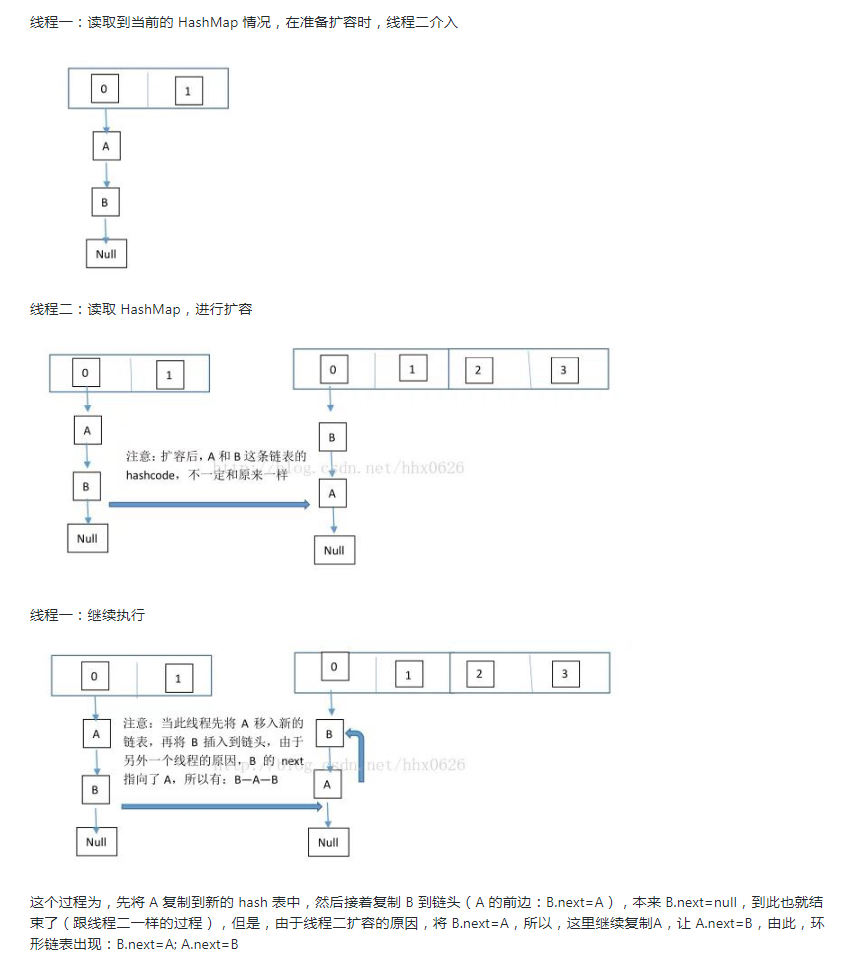 线程一：读取到当前的 HashMap 情况，在准备扩容时，线程二介入
0
1
A
B
Null
线程二：读取 HashMap，进行扩容
0
1
0
1
2
3
A
B
Null
注意：扩容后，A 和 B 这条链表的
hashcode，不一定和原来一样
http://blog.csdn.net/hhx0626
B
A
Null
线程一：继续执行
0
1
0
1
2
3
A
B
Null
注意：当此线程先将 A 移入新的
链表，再将 B 插入到链头，由于
另外一个线程的原因，B 的 next
指向了 A，所以有：B—A—B
http://blog.csdn.net/hhx0626
B
A
Null
这个过程为，先将 A 复制到新的 hash 表中，然后接着复制 B 到链头（A 的前边：B.next=A），本来 B.next=null，到此也就结
束了（跟线程二一样的过程），但是，由于线程二扩容的原因，将 B.next=A，所以，这里继续复制A，让 A.next=B，由此，环
形链表出现：B.next=A; A.next=B